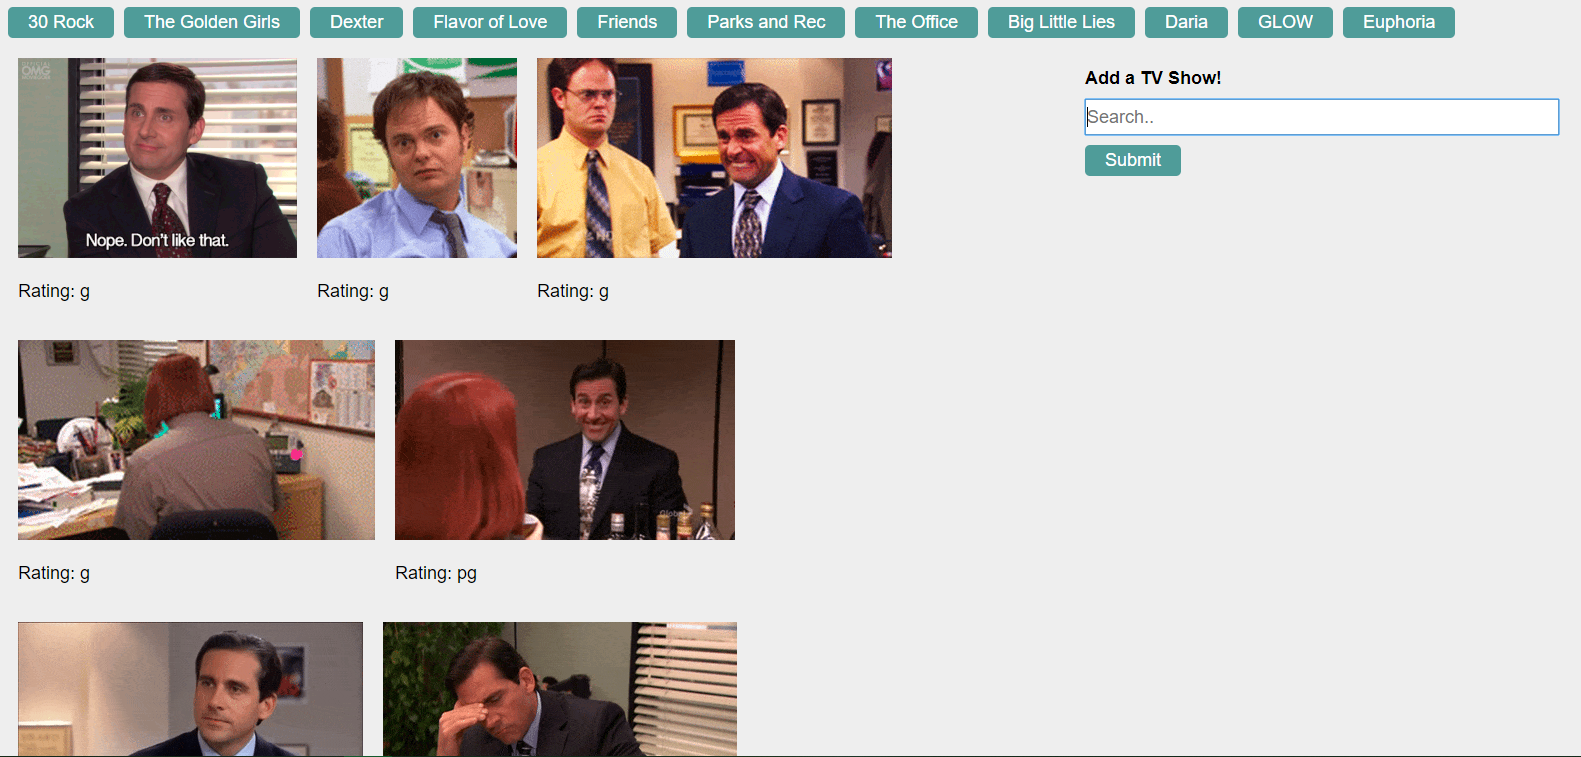 30 Rock The Golden Girls Dexter Flavor of Love Friends Parks and Rec The Office Big Little Lies Daria GLOW Euphoria
OMG
Nope. Don't like that.
Rating: g Rating: g Rating: g
Add a TV Show!
Search..
Submit
Rating: g Rating: pg